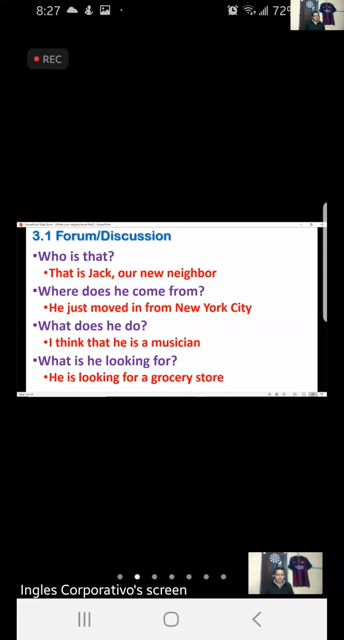 8:27
72%
REC
3.1 Forum/Discussion
•Who is that?
•That is Jack, our new neighbor
•Where does he come from?
•He just moved in from New York City
•What does he do?
•I think that he is a musician
•What is he looking for?
•He is looking for a grocery store
Ingles Corporativo's screen